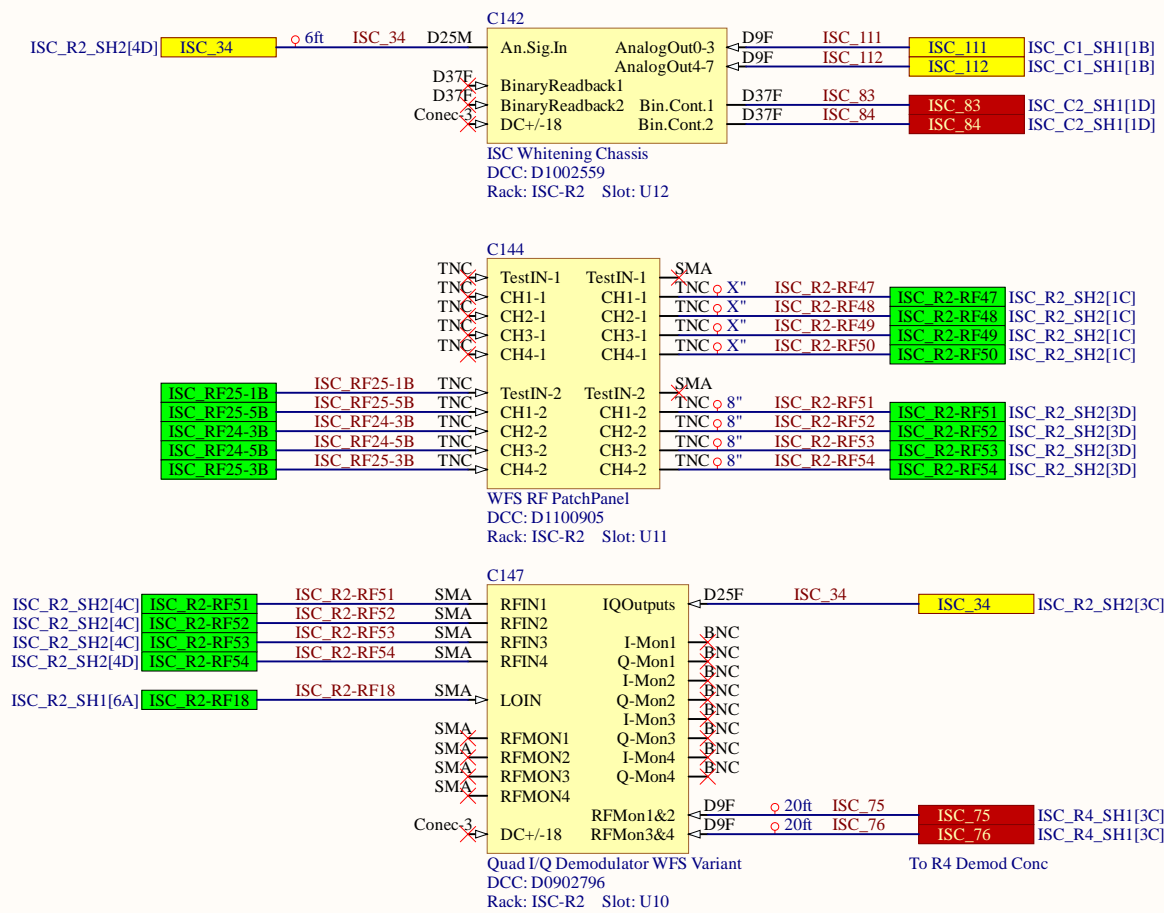 C142
ISC_R2_SH2[4D] ISC_34 6ft ISC_34 D25M An.Sig.In AnalogOut0-3 D9F ISC_111 ISC_111 ISC_C1_SH1[1B]
AnalogOut4-7 D9F ISC_112 ISC_112 ISC_C1_SH1[1B]
D37F BinaryReadback1
D37F BinaryReadback2 Bin.Cont.1 D37F ISC_83 ISC_83 ISC_C2_SH1[1D]
Conec-3 DC+/-18 Bin.Cont.2 D37F ISC_84 ISC_84 ISC_C2_SH1[1D]
ISC Whitening Chassis
DCC: D1002559
Rack: ISC-R2 Slot: U12
C144
TNC TestIN-1 TestIN-1 SMA
TNC CH1-1 CH1-1 TNC X" ISC_R2-RF47 ISC_R2-RF47 ISC_R2_SH2[1C]
TNC CH2-1 CH2-1 TNC X" ISC_R2-RF48 ISC_R2-RF48 ISC_R2_SH2[1C]
TNC CH3-1 CH3-1 TNC X" ISC_R2-RF49 ISC_R2-RF49 ISC_R2_SH2[1C]
TNC CH4-1 CH4-1 TNC X" ISC_R2-RF50 ISC_R2-RF50 ISC_R2_SH2[1C]
ISC_RF25-1B ISC_RF25-1B TNC TestIN-2 TestIN-2 SMA
ISC_RF25-5B ISC_RF25-5B TNC CH1-2 CH1-2 TNC 8" ISC_R2-RF51 ISC_R2-RF51 ISC_R2_SH2[3D]
ISC_RF24-3B ISC_RF24-3B TNC CH2-2 CH2-2 TNC 8" ISC_R2-RF52 ISC_R2-RF52 ISC_R2_SH2[3D]
ISC_RF24-5B ISC_RF24-5B TNC CH3-2 CH3-2 TNC 8" ISC_R2-RF53 ISC_R2-RF53 ISC_R2_SH2[3D]
ISC_RF25-3B ISC_RF25-3B TNC CH4-2 CH4-2 TNC 8" ISC_R2-RF54 ISC_R2-RF54 ISC_R2_SH2[3D]
WFS RF PatchPanel
DCC: D1100905
Rack: ISC-R2 Slot: U11
C147
ISC_R2_SH2[4C] ISC_R2-RF51 ISC_R2-RF51 SMA RFIN1 IQOutputs D25F ISC_34 ISC_34 ISC_R2_SH2[3C]
ISC_R2_SH2[4C] ISC_R2-RF52 ISC_R2-RF52 SMA RFIN2
ISC_R2_SH2[4C] ISC_R2-RF53 ISC_R2-RF53 SMA RFIN3 I-Mon1 BNC
ISC_R2_SH2[4D] ISC_R2-RF54 ISC_R2-RF54 SMA RFIN4 Q-Mon1 BNC
I-Mon2 BNC
ISC_R2_SH1[6A] ISC_R2-RF18 ISC_R2-RF18 SMA LOIN Q-Mon2 BNC
I-Mon3 BNC
SMA RFMON1 Q-Mon3 BNC
SMA RFMON2 I-Mon4 BNC
SMA RFMON3 Q-Mon4 BNC
SMA RFMON4
RFMon1&2 D9F 20ft ISC_75 ISC_75 ISC_R4_SH1[3C]
Conec-3 DC+/-18 RFMon3&4 D9F 20ft ISC_76 ISC_76 ISC_R4_SH1[3C]
Quad I/Q Demodulator WFS Variant To R4 Demod Conc
DCC: D0902796
Rack: ISC-R2 Slot: U10